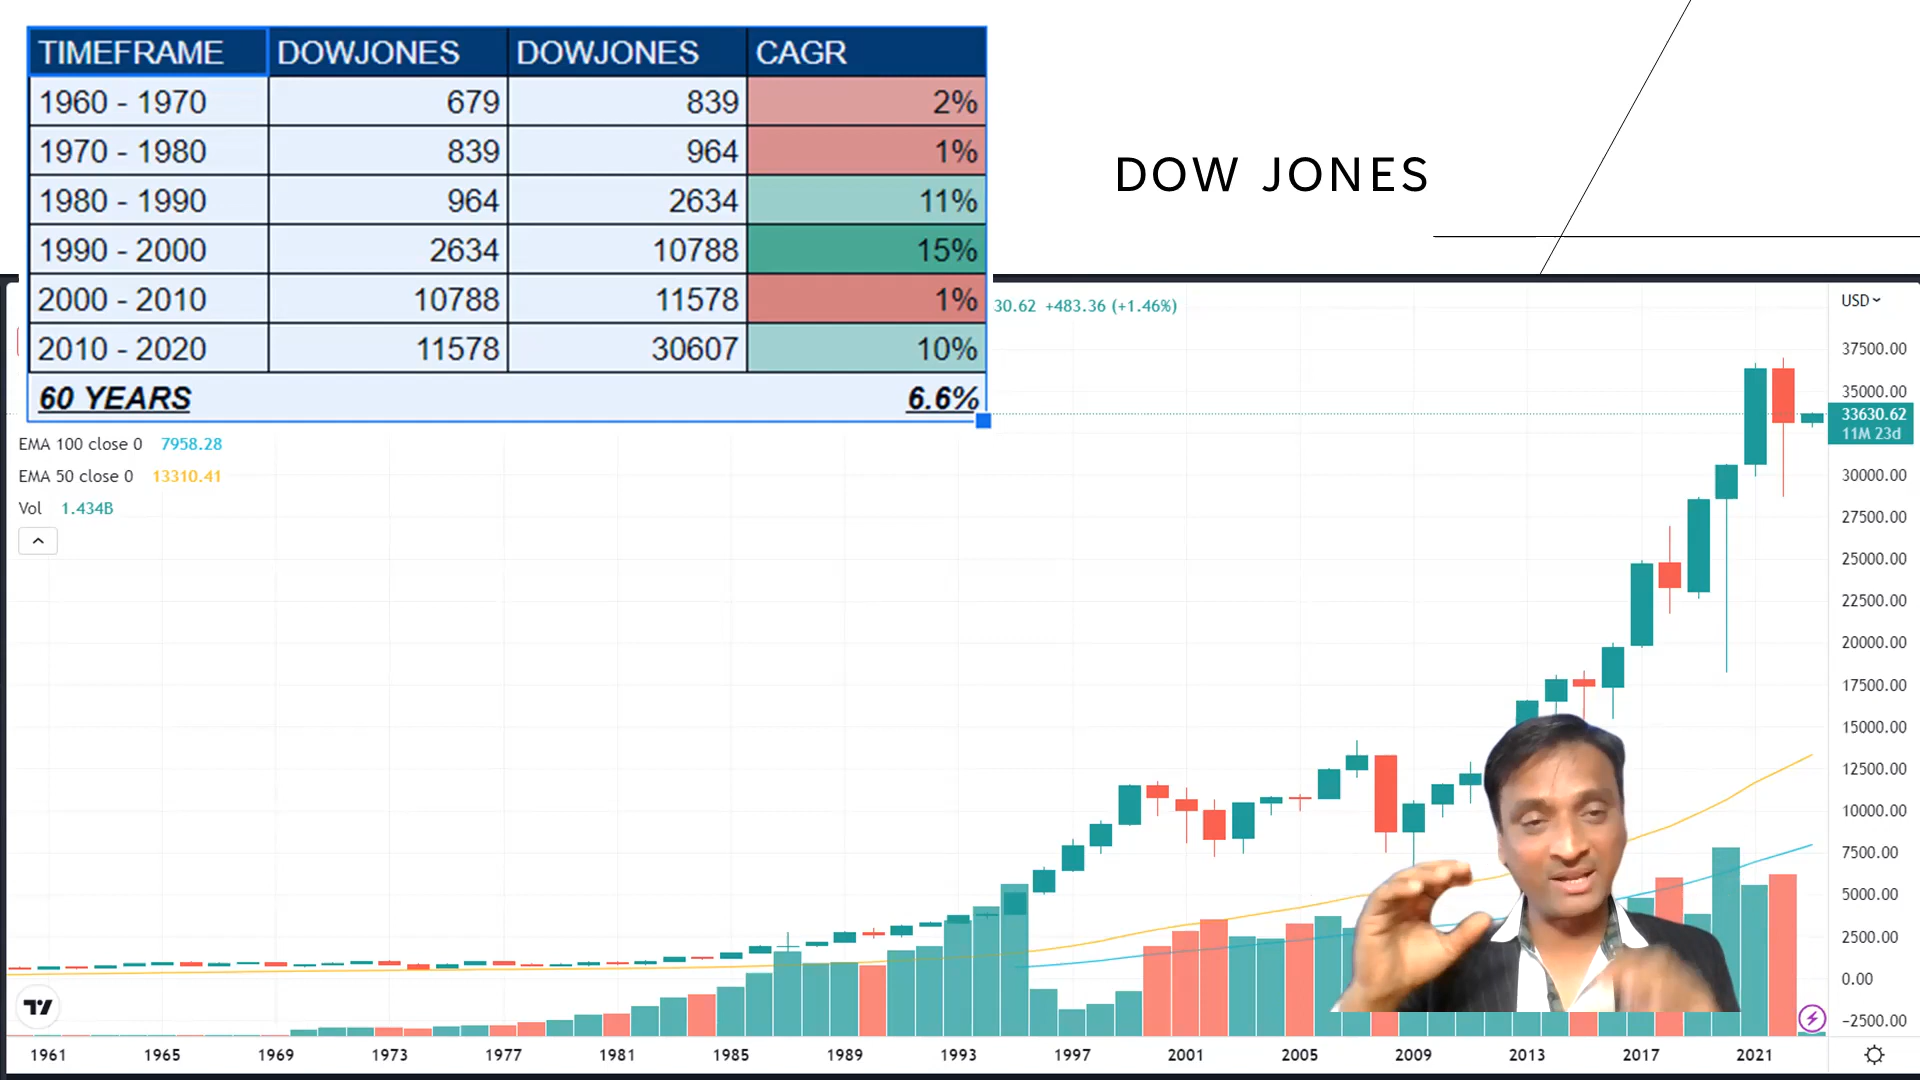 TIMEFRAME DOWJONES DOWJONES CAGR
1960 - 1970 679 839 2%
1970 - 1980 839 964 1%
1980 - 1990 964 2634 11%
1990 - 2000 2634 10788 15%
2000 - 2010 10788 11578 1%
2010 - 2020 11578 30607 10%
60 YEARS 6.6%
DOW JONES
30.62 +483.36 (+1.46%)
USD
37500.00
35000.00
33630.62
11M 23d
30000.00
27500.00
25000.00
22500.00
20000.00
17500.00
15000.00
12500.00
10000.00
7500.00
5000.00
2500.00
0.00
−2500.00
EMA 100 close 0 7958.28
EMA 50 close 0 13310.41
Vol 1.434B
1961 1965 1969 1973 1977 1981 1985 1989 1993 1997 2001 2005 2009 2013 2017 2021